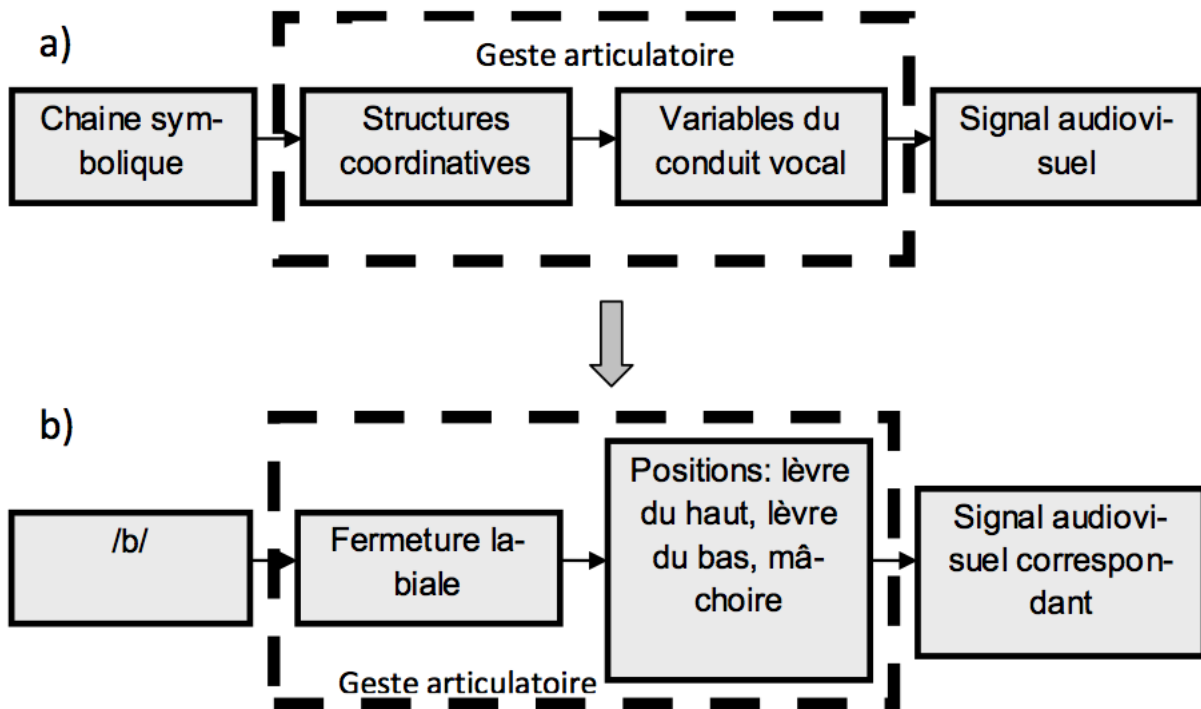 a)
Geste articulatoire
Chaine sym-
bolique
Structures
coordinatives
Variables du
conduit vocal
Signal audiovi-
suel
b)
/b/
Fermeture la-
biale
Positions: lèvre
du haut, lèvre
du bas, mâ-
choire
Signal audiovi-
suel correspon-
dant
Geste articulatoire